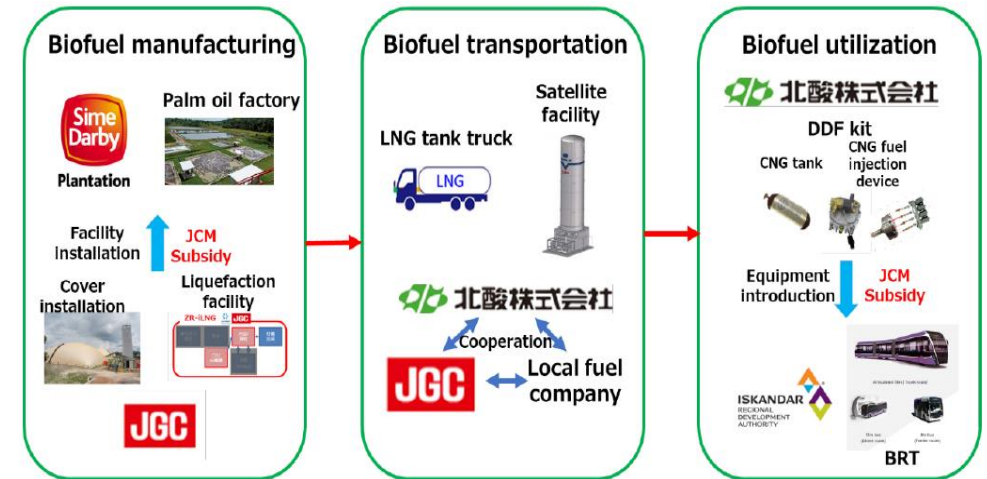 Biofuel manufacturing
Sime
Darby
Plantation
Palm oil factory
Facility
installation
JCM
Subsidy
Cover
installation
Liquefaction
facility
ZR-iLNG
JGC
JGC
Biofuel transportation
LNG tank truck
LNG
Satellite
facility
北酸株式会社
Cooperation
JGC
Local fuel
company
Biofuel utilization
北酸株式会社
DDF kit
CNG tank
CNG fuel
injection
device
Equipment
introduction
JCM
Subsidy
ISKANDAR
REGIONAL
DEVELOPMENT
AUTHORITY
BRT